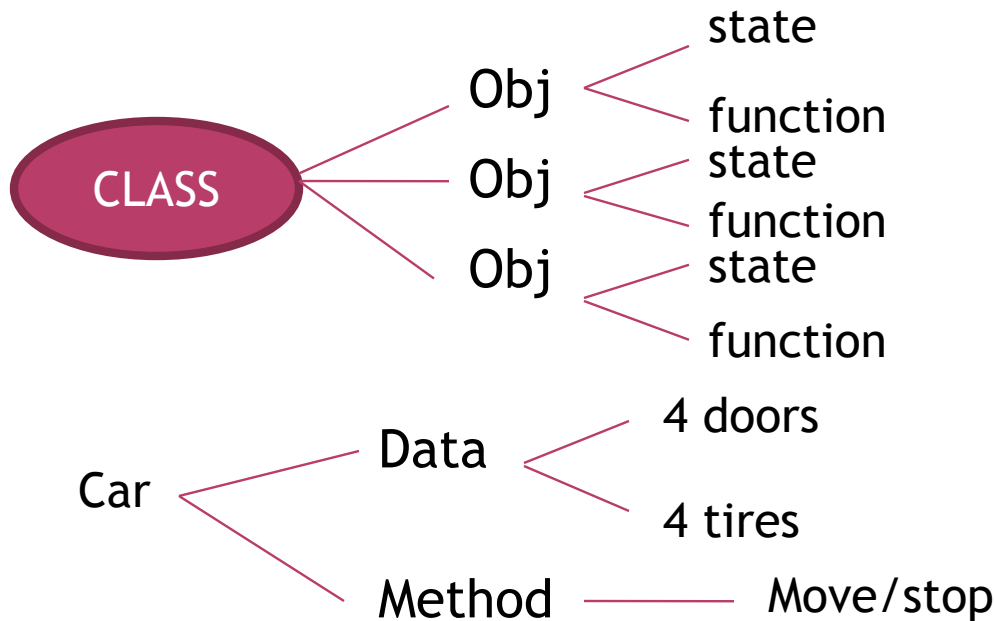 CLASS
Obj
state
function
Obj
state
function
Obj
state
function
Car
Data
4 doors
4 tires
Method
Move/stop